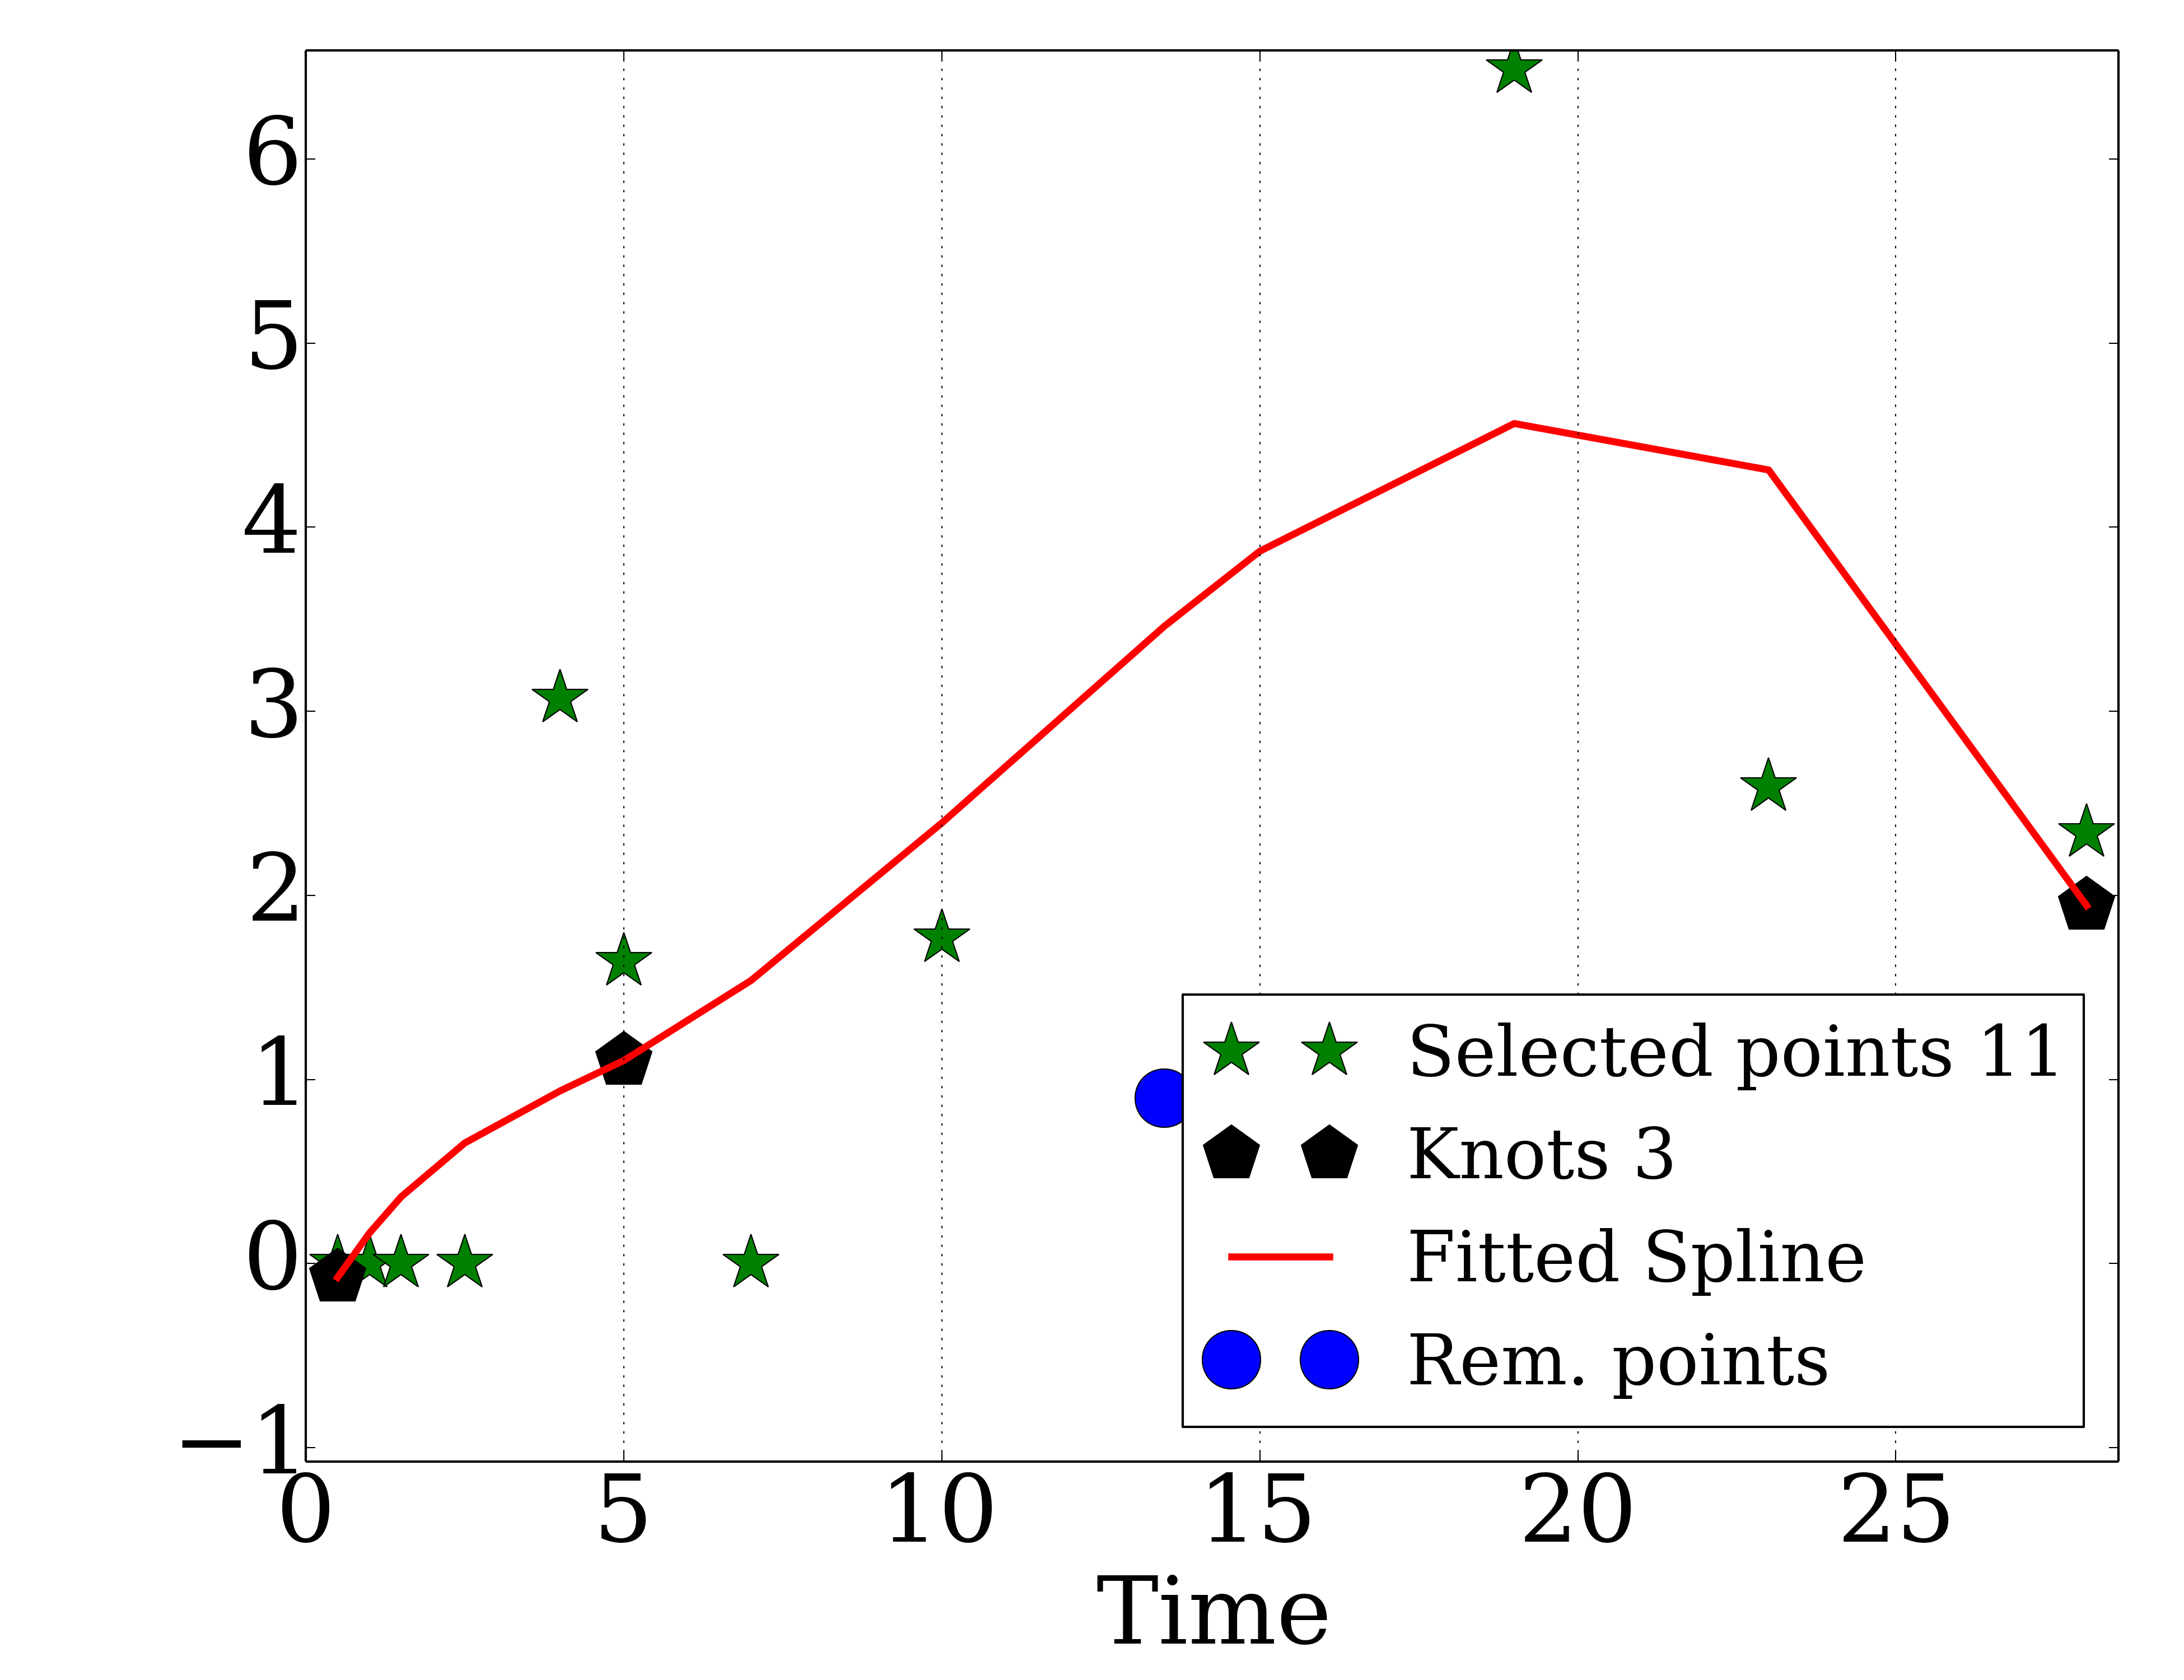 6
5
4
3
2
1
0
−1
0 5 10 15 20 25
Time
Selected points 11
Knots 3
Fitted Spline
Rem. points